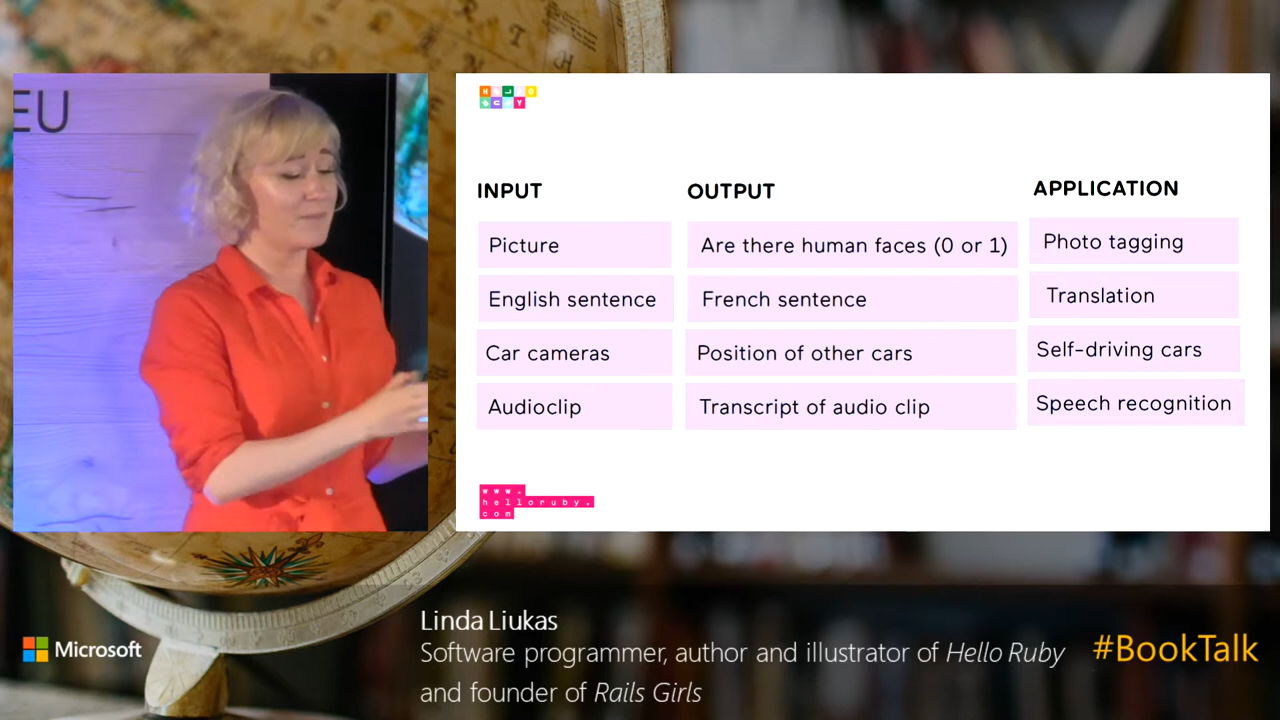 EU
HELLO
RUBY
INPUT OUTPUT APPLICATION
Picture Are there human faces (0 or 1) Photo tagging
English sentence French sentence Translation
Car cameras Position of other cars Self-driving cars
Audioclip Transcript of audio clip Speech recognition
www.
helloruby.
com
Microsoft
Linda Liukas
Software programmer, author and illustrator of Hello Ruby
and founder of Rails Girls
#BookTalk